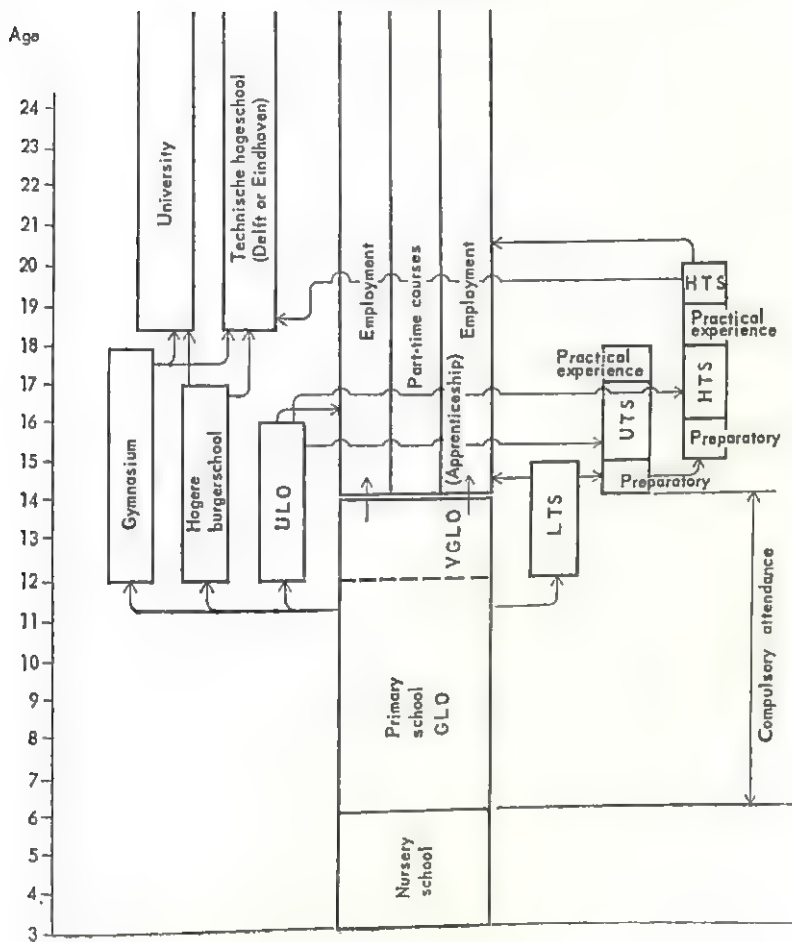 Age
24
23
22
21
20
19
18
17
16
15
14
13
12
11
10
9
8
7
6
5
4
3
University
Technische hogeschool
(Delft or Eindhoven)
Gymnasium
Hogere
burgerschool
ULO
Employment
Part-time courses
Employment
(Apprenticeship)
VGLO
Primary
school
GLO
Nursery
school
LTS
Practical
experience
UTS
Preparatory
HTS
Practical
experience
HTS
Preparatory
Compulsory attendance